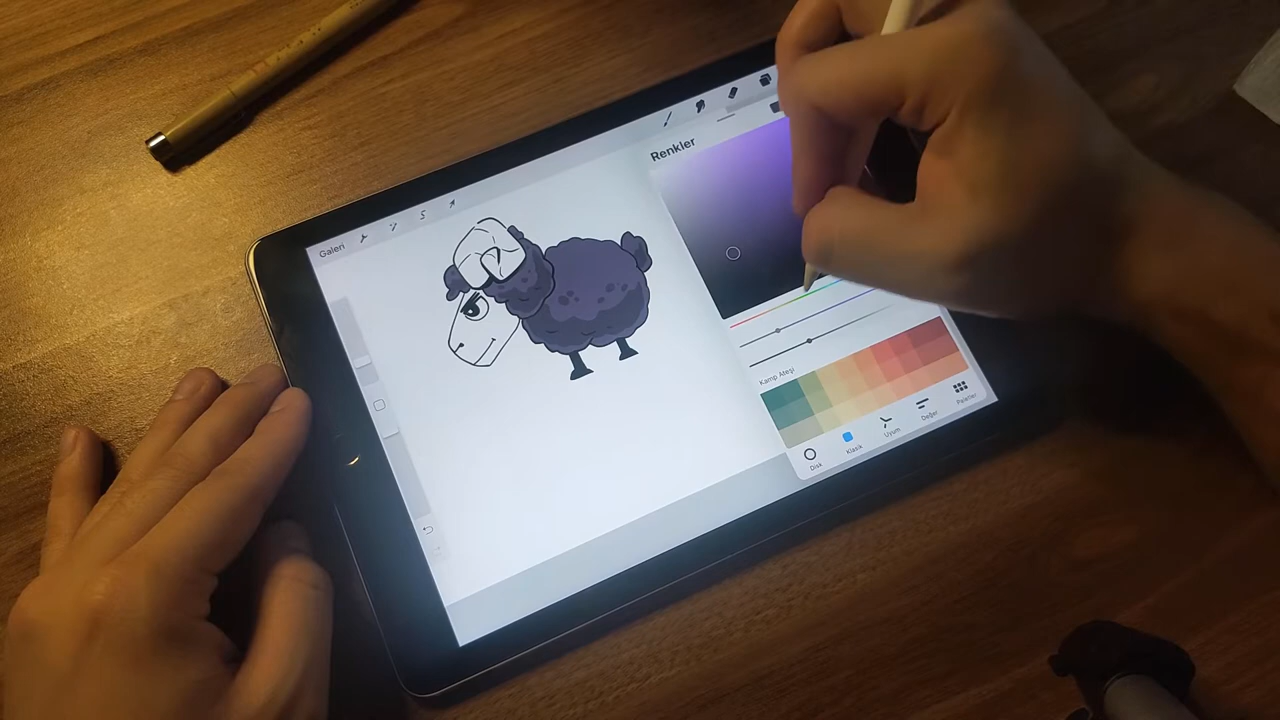 Galeri
Renkler
Kamp Ateşi
Disk
Klasik
Uyum
Değer
Paletler